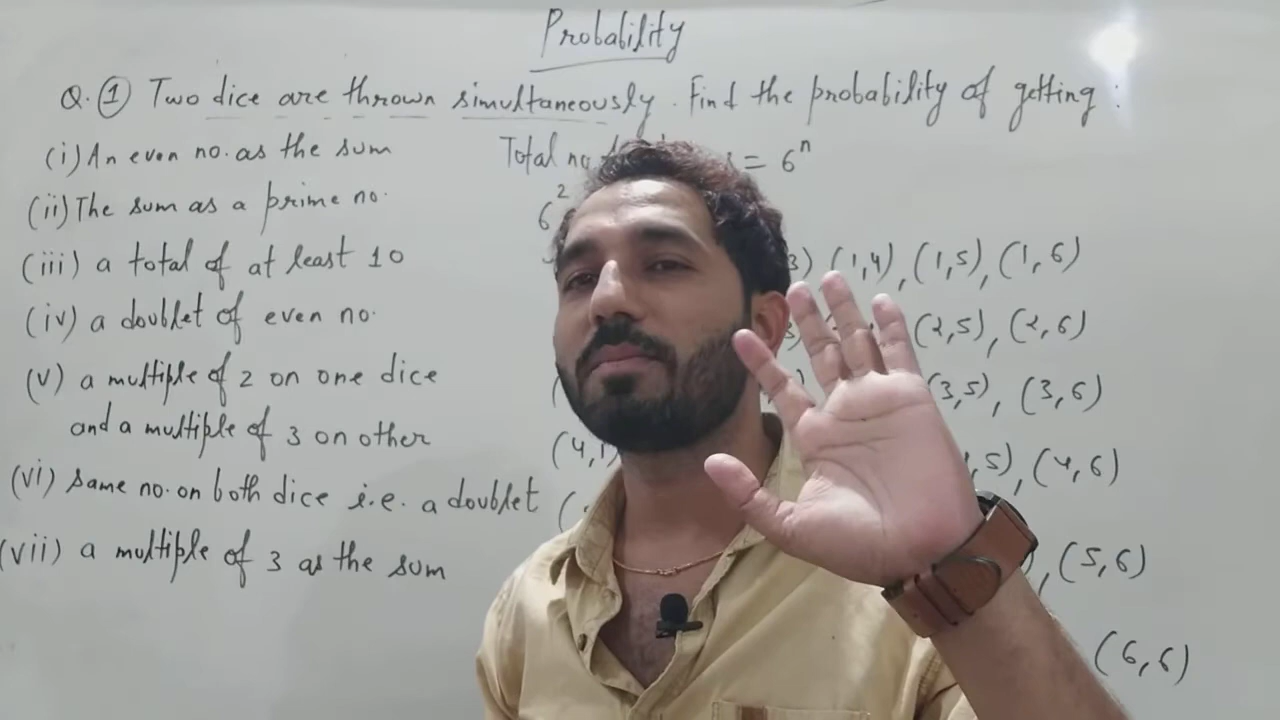 Probability
Q. 1 Two dice are thrown simultaneously. Find the probability of getting :
(i) An even no. as the sum
Total no = 6ⁿ
(ii) The sum as a prime no.
6²
(iii) a total of at least 10
3) (1,4), (1,5), (1,6)
(iv) a doublet of even no.
(2,5), (2,6)
(v) a multiple of 2 on one dice
(3,5), (3,6)
and a multiple of 3 on other
(4,1 ,5), (4,6)
(vi) same no. on both dice i.e. a doublet
(vii) a multiple of 3 as the sum
, (5,6)
(6,6)